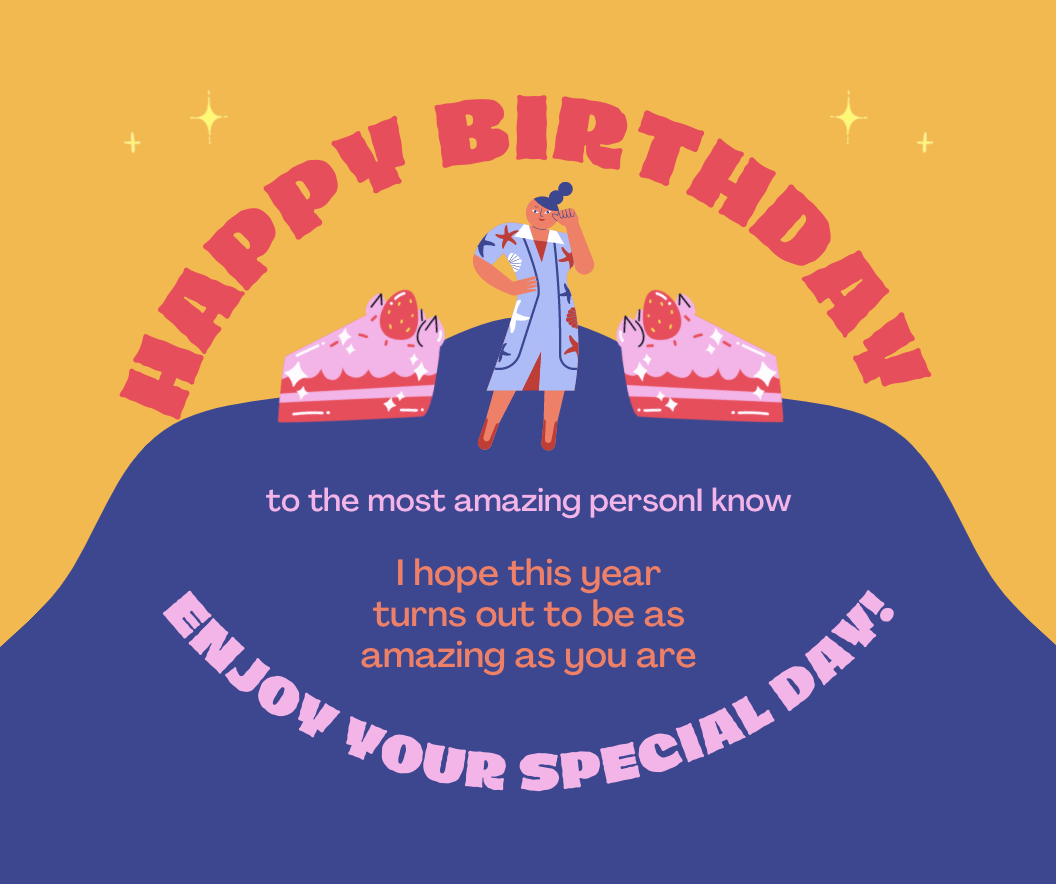 HAPPY BIRTHDAY
to the most amazing personI know
I hope this year
turns out to be as
amazing as you are
ENJOY YOUR SPECIAL DAY!